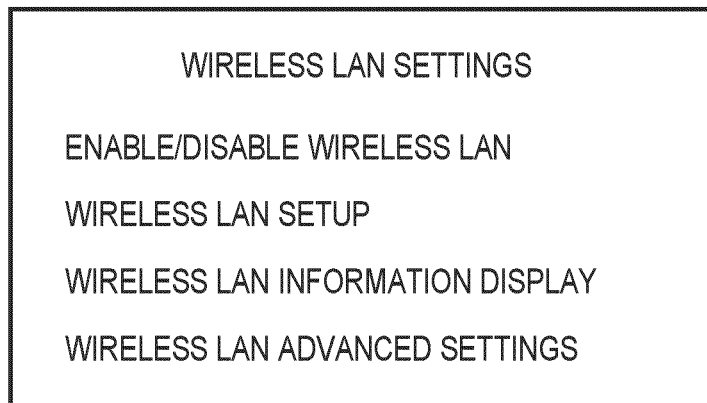 WIRELESS LAN SETTINGS
ENABLE/DISABLE WIRELESS LAN
WIRELESS LAN SETUP
WIRELESS LAN INFORMATION DISPLAY
WIRELESS LAN ADVANCED SETTINGS